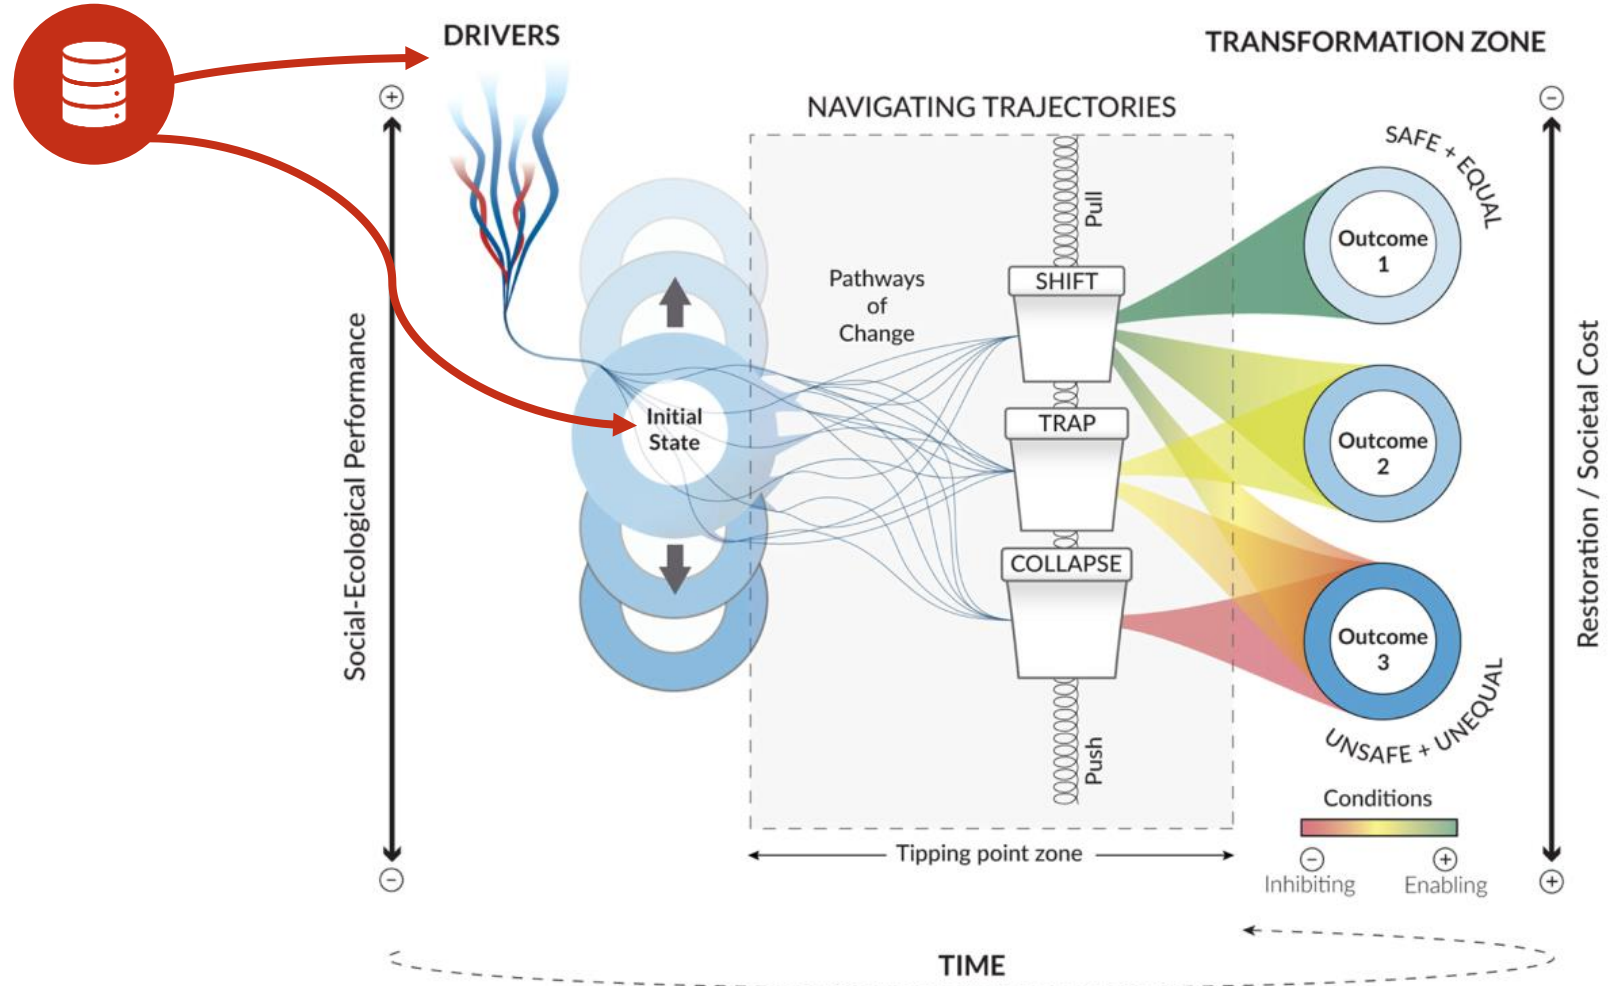 DRIVERS
TRANSFORMATION ZONE
NAVIGATING TRAJECTORIES
+
−
SAFE + EQUAL
Pull
Pathways
of
Change
SHIFT
Outcome
1
Social-Ecological Performance
Initial
State
TRAP
Outcome
2
Restoration / Societal Cost
COLLAPSE
Outcome
3
UNSAFE + UNEQUAL
Push
Conditions
Tipping point zone
−
+
Inhibiting
Enabling
−
+
TIME